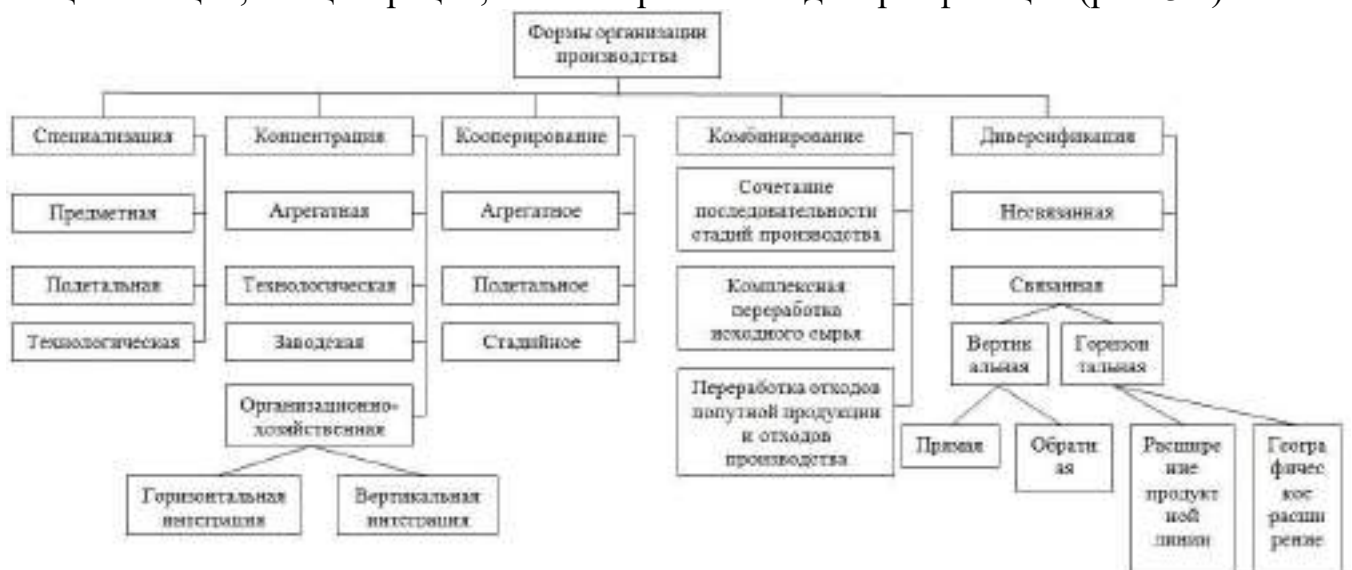 Формы организации
производства
Специализация
Концентрация
Кооперирование
Комбинирование
Диверсификация
Предметная
Агрегатная
Агрегатное
Сочетание
последовательности
стадий производства
Несвязанная
Подетальная
Технологическая
Подетальное
Комплексная
переработка
исходного сырья
Связанная
Технологическая
Заводская
Стадийное
Вертик
альная
Горизон
тальная
Организационно-
хозяйственная
Переработка отходов
попутной продукции
и отходов
производства
Прямая
Обратн
ая
Расшире
ние
продукт
ной
линии
Геогра
фичес
кое
расши
рение
Горизонтальная
интеграция
Вертикальная
интеграция